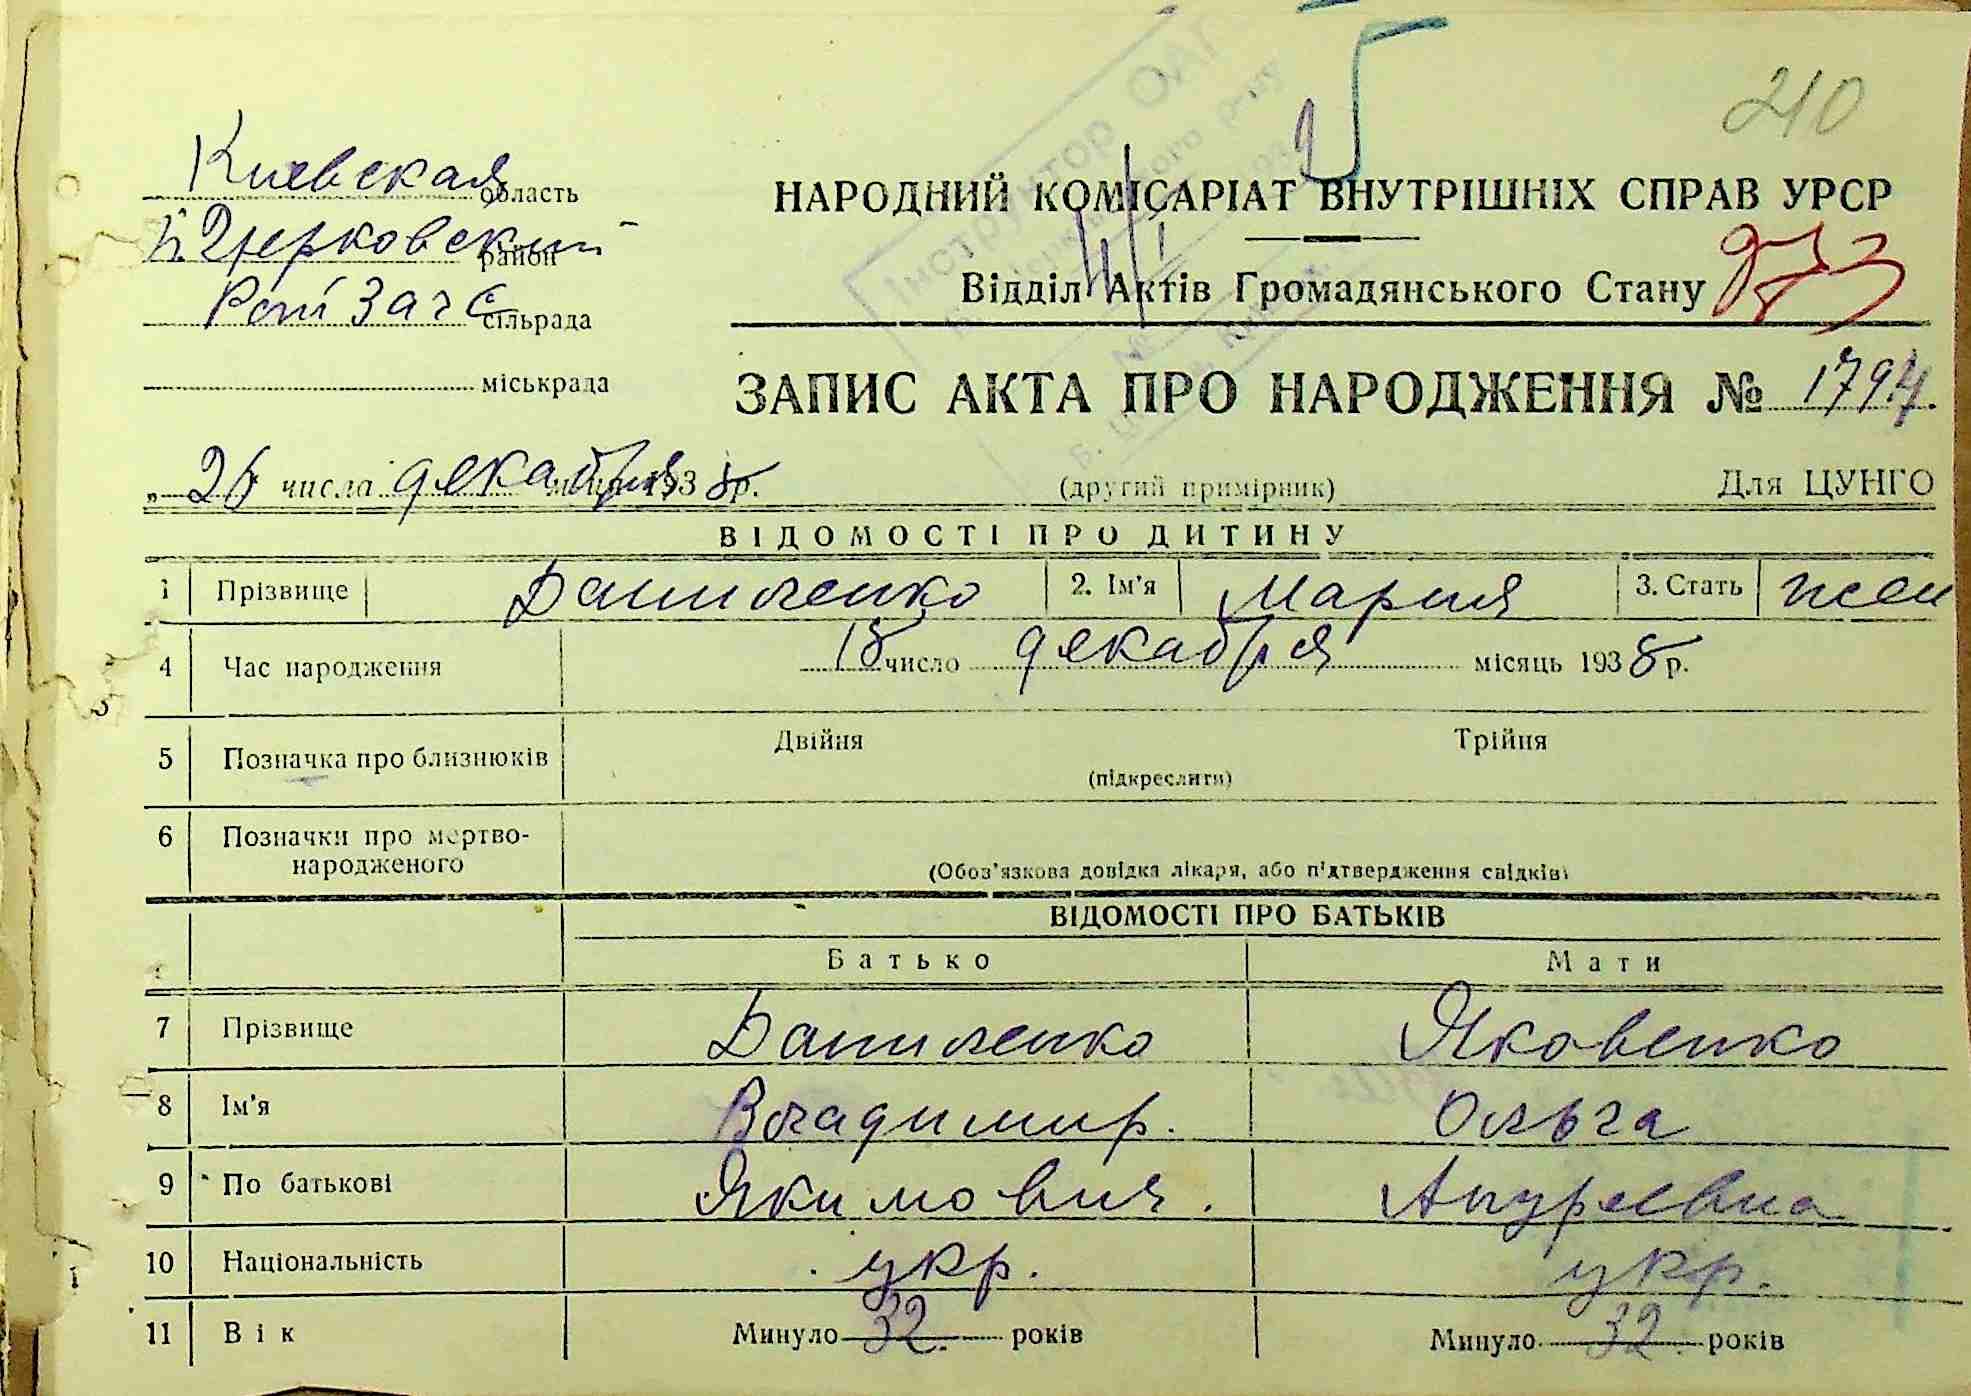 210
Киевская область
Б. Церковский район
сільрада
міськрада
НАРОДНИЙ КОМІСАРІАТ ВНУТРІШНІХ СПРАВ УРСР
Відділ Актів Громадянського Стану
ЗАПИС АКТА ПРО НАРОДЖЕННЯ № 1794.
„ 26 числа декабря 1938 р. (другий примірник) Для ЦУНГО
ВІДОМОСТІ ПРО ДИТИНУ
1 Прізвище Даниленко 2. Ім'я Мария 3. Стать жен
4 Час народження 18 число декабря місяць 1938 р.
5 Позначка про близнюків Двійня Трійня
(підкреслити)
6 Позначки про мертво-
народженого
(Обов'язкова довідка лікаря, або підтвердження свідків)
ВІДОМОСТІ ПРО БАТЬКІВ
Батько Мати
7 Прізвище Даниленко Яковенко
8 Ім'я Владимир. Ольга
9 По батькові Якимович.
10 Національність укр. укр.
11 Вік Минуло 32 років Минуло 32 років